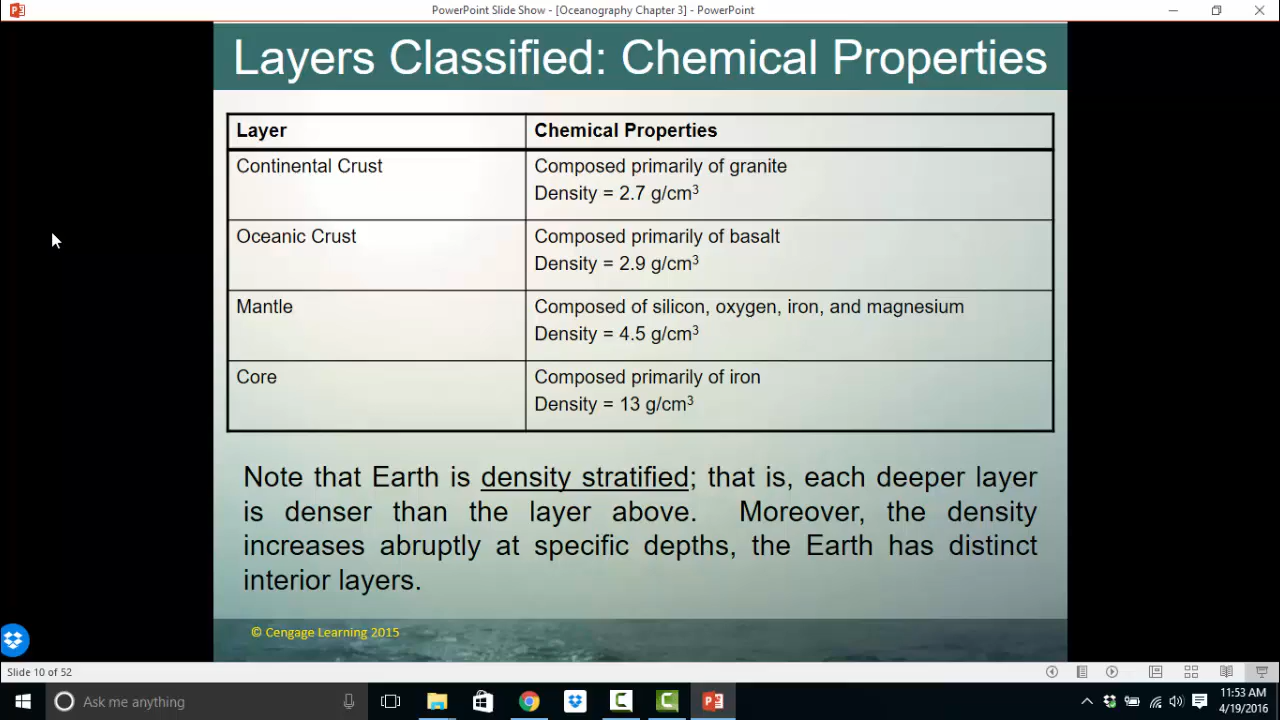 PowerPoint Slide Show - [Oceanography Chapter 3] - PowerPoint
Layers Classified: Chemical Properties
Layer
Chemical Properties
Continental Crust
Composed primarily of granite
Density = 2.7 g/cm³
Oceanic Crust
Composed primarily of basalt
Density = 2.9 g/cm³
Mantle
Composed of silicon, oxygen, iron, and magnesium
Density = 4.5 g/cm³
Core
Composed primarily of iron
Density = 13 g/cm³
Note that Earth is density stratified; that is, each deeper layer
is denser than the layer above. Moreover, the density
increases abruptly at specific depths, the Earth has distinct
interior layers.
© Cengage Learning 2015
Slide 10 of 52
Ask me anything
11:53 AM
4/19/2016